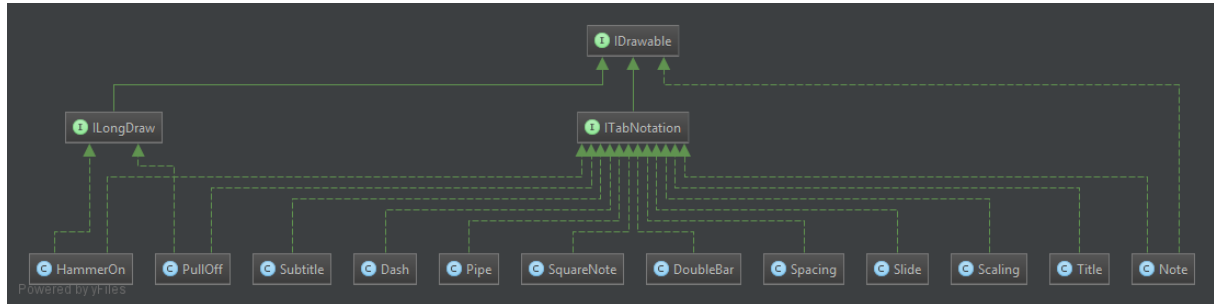 I IDrawable
I ILongDraw
I ITabNotation
C HammerOn
C PullOff
C Subtitle
C Dash
C Pipe
C SquareNote
C DoubleBar
C Spacing
C Slide
C Scaling
C Title
C Note
Powered by yFiles